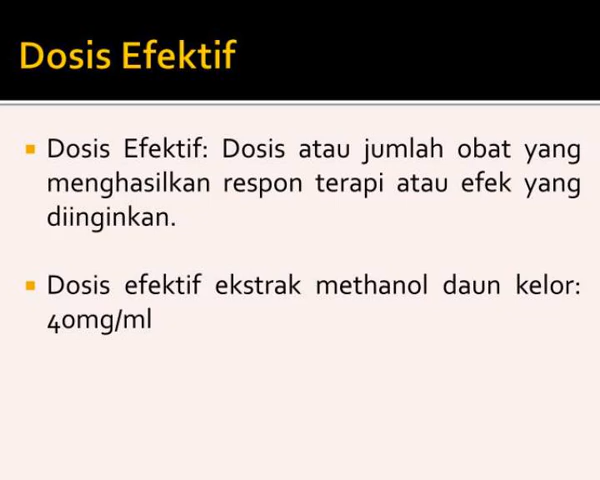 Dosis Efektif
Dosis Efektif: Dosis atau jumlah obat yang
menghasilkan respon terapi atau efek yang
diinginkan.
Dosis efektif ekstrak methanol daun kelor:
40mg/ml